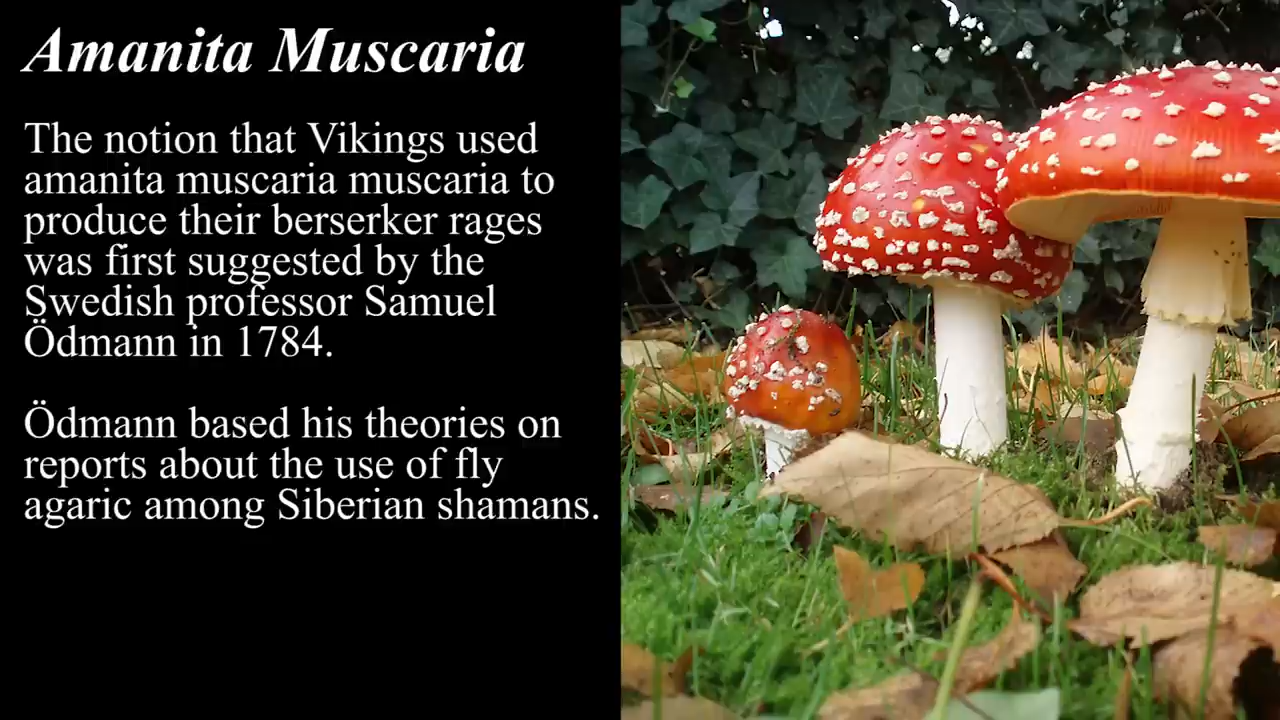 Amanita Muscaria
The notion that Vikings used
amanita muscaria muscaria to
produce their berserker rages
was first suggested by the
Swedish professor Samuel
Ödmann in 1784.
Ödmann based his theories on
reports about the use of fly
agaric among Siberian shamans.